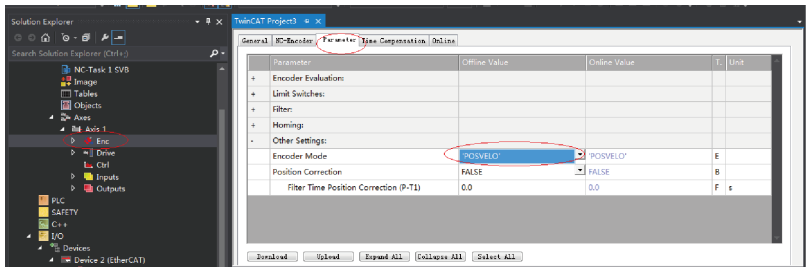 Solution Explorer
Search Solution Explorer (Ctrl+;)
NC-Task 1 SVB
Image
Tables
Objects
Axes
Axis 1
Enc
Drive
Ctrl
Inputs
Outputs
PLC
SAFETY
C++
I/O
Devices
Device 2 (EtherCAT)
TwinCAT Project3
General NC-Encoder Parameter Time Compensation Online
Parameter Offline Value Online Value T. Unit
+ Encoder Evaluation:
+ Limit Switches:
+ Filter:
+ Homing:
- Other Settings:
Encoder Mode 'POSVELO' 'POSVELO' E
Position Correction FALSE FALSE B
Filter Time Position Correction (P-T1) 0.0 0.0 F s
Download Upload Expand All Collapse All Select All